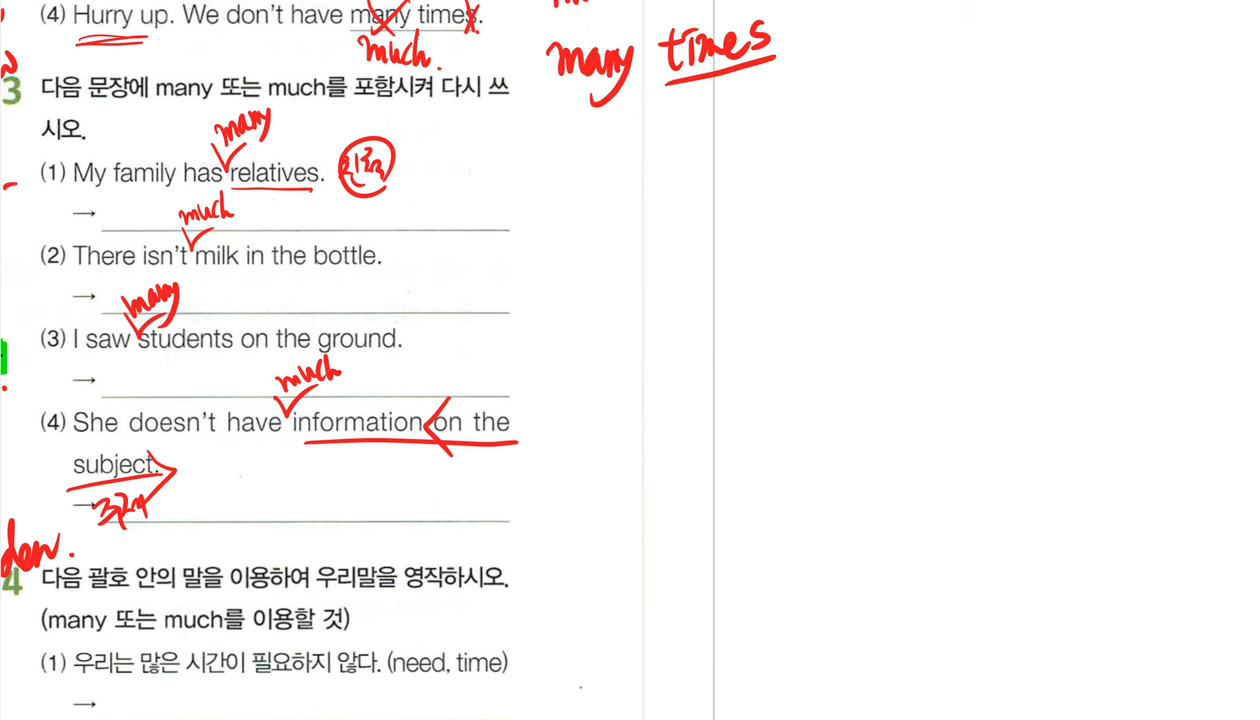 (4) Hurry up. We don't have many times.
much.
many times
3 다음 문장에 many 또는 much를 포함시켜 다시 쓰
시오.
many
(1) My family has relatives.
→
much
(2) There isn't milk in the bottle.
→
many
(3) I saw students on the ground.
→
much
(4) She doesn't have information on the
subject.
→
4 다음 괄호 안의 말을 이용하여 우리말을 영작하시오.
(many 또는 much를 이용할 것)
(1) 우리는 많은 시간이 필요하지 않다. (need, time)
→